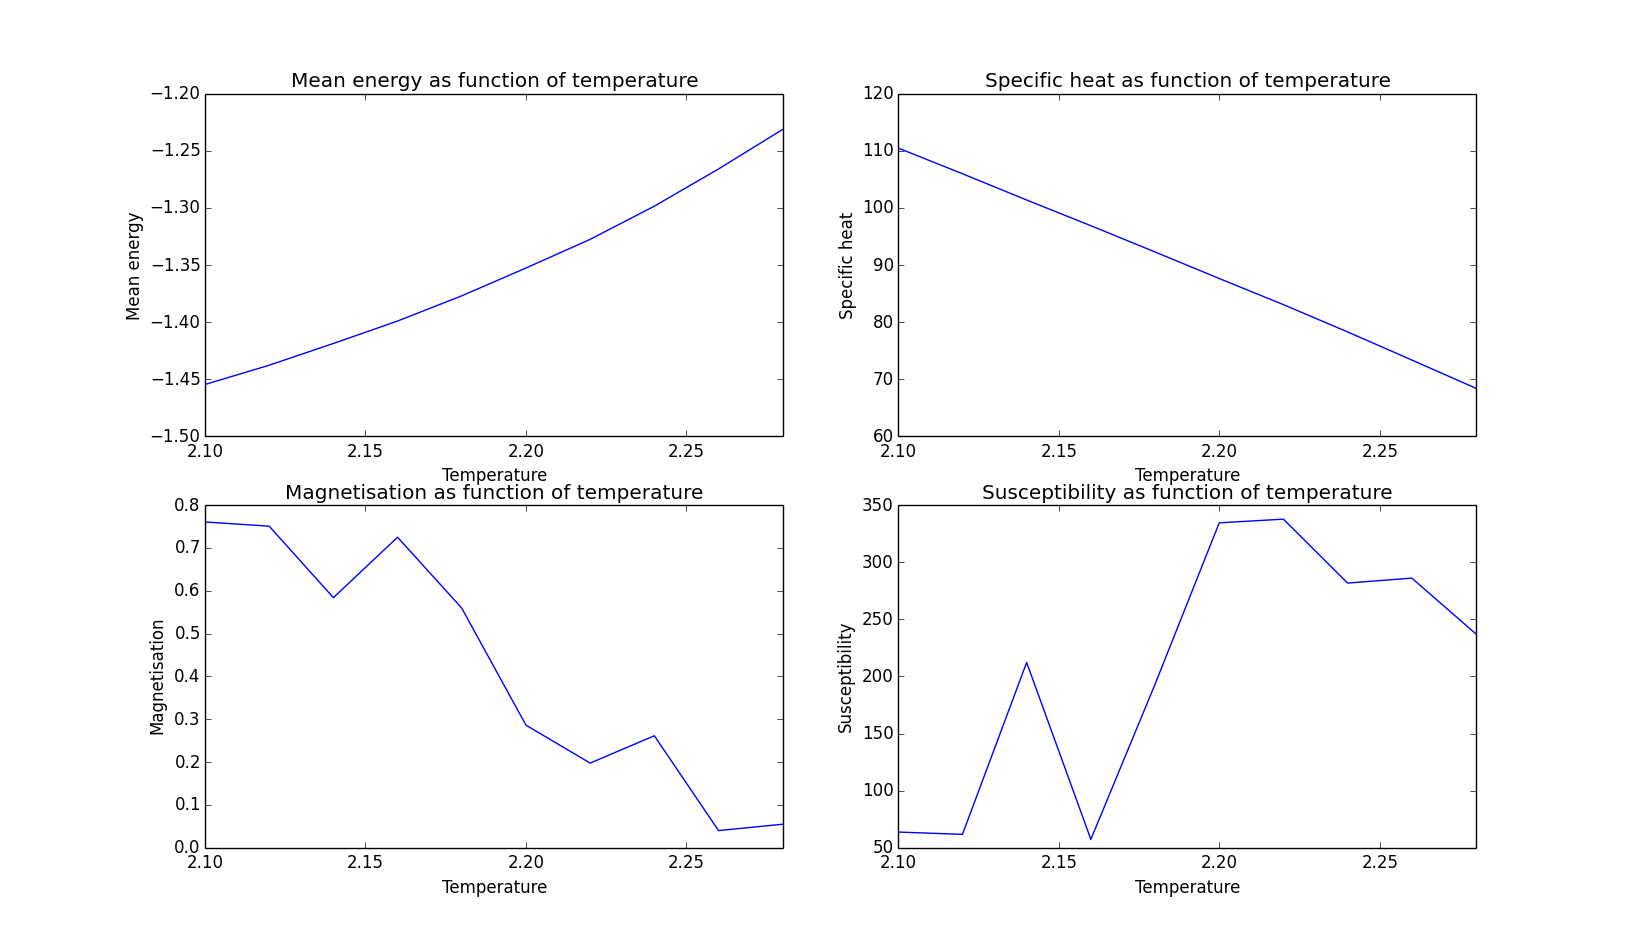 Mean energy as function of temperature
−1.20
−1.25
−1.30
−1.35
−1.40
−1.45
−1.50
Mean energy
2.10 2.15 2.20 2.25
Temperature
Specific heat as function of temperature
120
110
100
90
80
70
60
Specific heat
2.10 2.15 2.20 2.25
Temperature
Magnetisation as function of temperature
0.8
0.7
0.6
0.5
0.4
0.3
0.2
0.1
0.0
Magnetisation
2.10 2.15 2.20 2.25
Temperature
Susceptibility as function of temperature
350
300
250
200
150
100
50
Susceptibility
2.10 2.15 2.20 2.25
Temperature